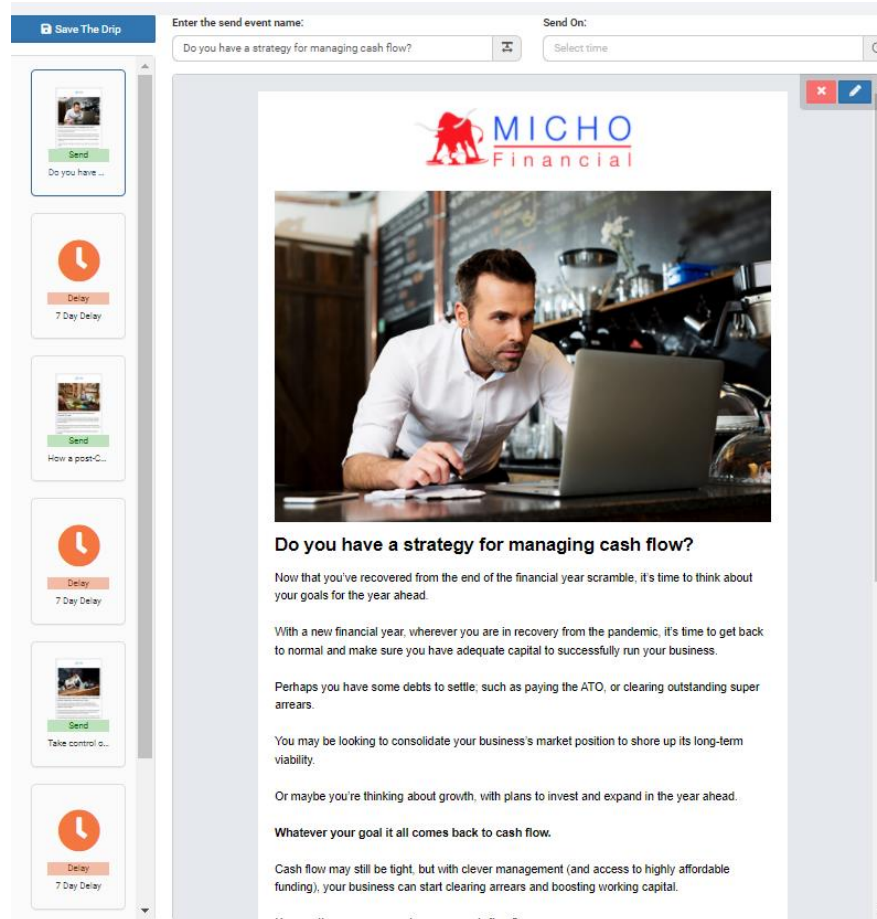 Save The Drip
Enter the send event name:
Send On:
Do you have a strategy for managing cash flow?
Select time
Send
Do you have ...
Delay
7 Day Delay
Send
How a post-C...
Delay
7 Day Delay
Send
Take control o...
Delay
7 Day Delay
MICHO
Financial
Do you have a strategy for managing cash flow?
Now that you've recovered from the end of the financial year scramble, it's time to think about
your goals for the year ahead.
With a new financial year, wherever you are in recovery from the pandemic, it's time to get back
to normal and make sure you have adequate capital to successfully run your business.
Perhaps you have some debts to settle; such as paying the ATO, or clearing outstanding super
arrears.
You may be looking to consolidate your business's market position to shore up its long-term
viability.
Or maybe you're thinking about growth, with plans to invest and expand in the year ahead.
Whatever your goal it all comes back to cash flow.
Cash flow may still be tight, but with clever management (and access to highly affordable
funding), your business can start clearing arrears and boosting working capital.